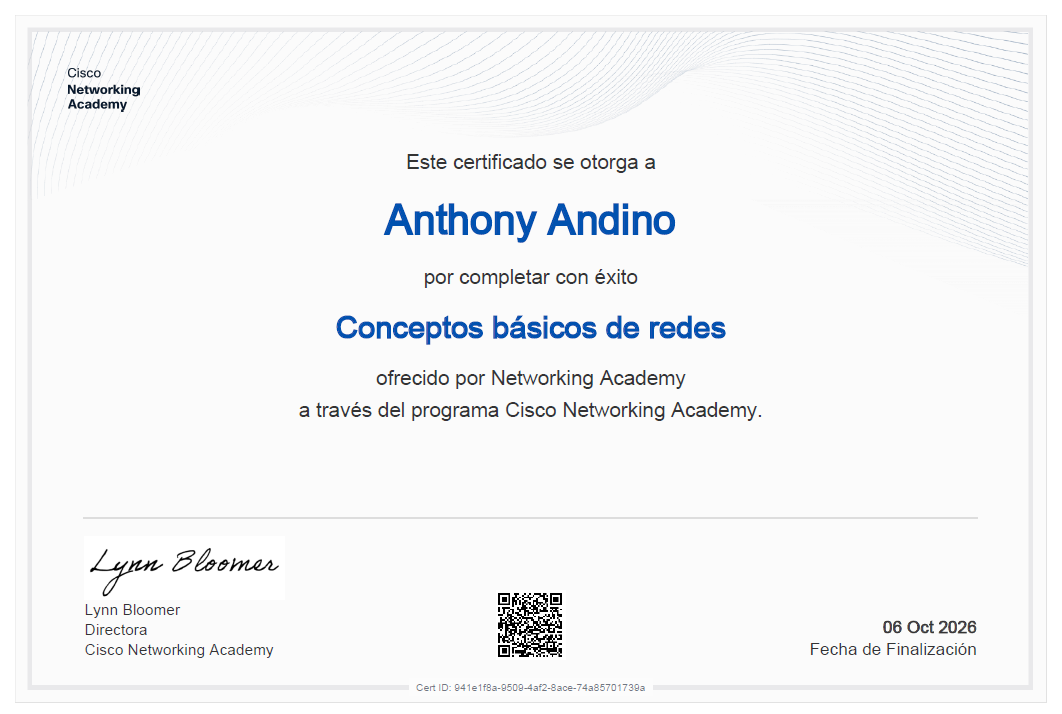 Cisco
Networking
Academy
Este certificado se otorga a
Anthony Andino
por completar con éxito
Conceptos básicos de redes
ofrecido por Networking Academy
a través del programa Cisco Networking Academy.
Lynn Bloomer
Lynn Bloomer
Directora
Cisco Networking Academy
06 Oct 2026
Fecha de Finalización
Cert ID: 941e1f8a-9509-4af2-8ace-74a85701739a